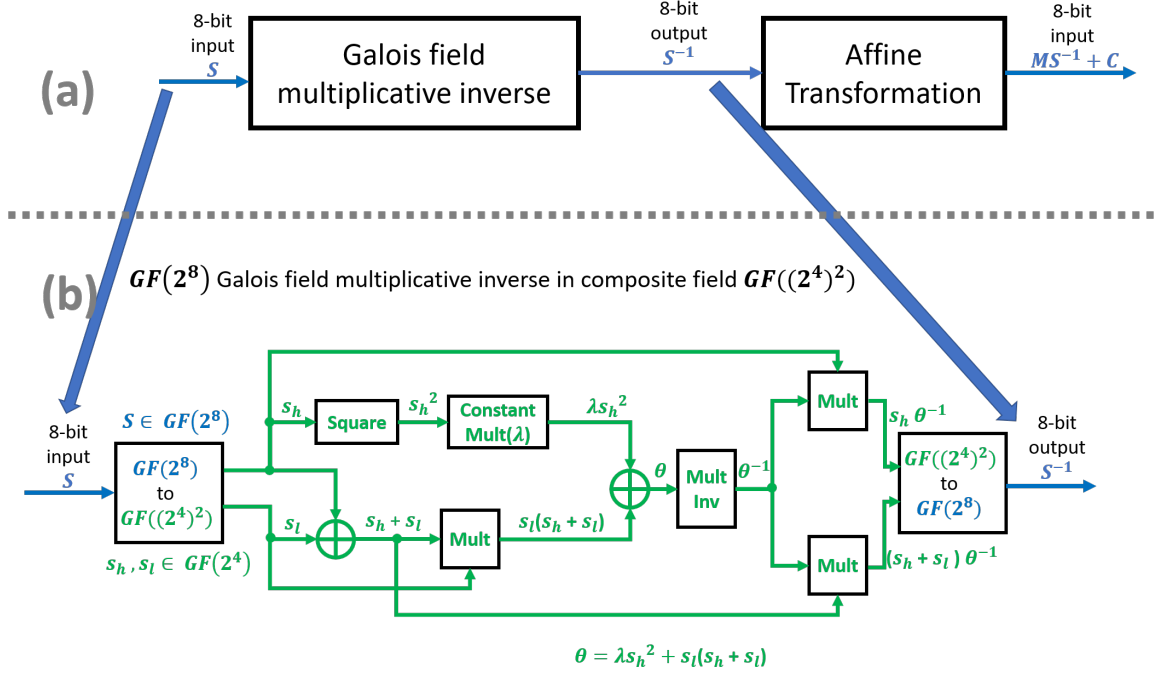 (a)
8-bit
input
S
Galois field
multiplicative inverse
8-bit
output
S⁻¹
Affine
Transformation
8-bit
input
MS⁻¹ + C
(b)
GF(2⁸) Galois field multiplicative inverse in composite field GF((2⁴)²)
8-bit
input
S
S ∈ GF(2⁸)
GF(2⁸)
to
GF((2⁴)²)
s_h , s_l ∈ GF(2⁴)
s_h
Square
s_h²
Constant
Mult(λ)
λs_h²
s_l
s_h + s_l
Mult
s_l(s_h + s_l)
θ
Mult
Inv
θ⁻¹
Mult
s_h θ⁻¹
Mult
(s_h + s_l) θ⁻¹
GF((2⁴)²)
to
GF(2⁸)
8-bit
output
S⁻¹
θ = λs_h² + s_l(s_h + s_l)